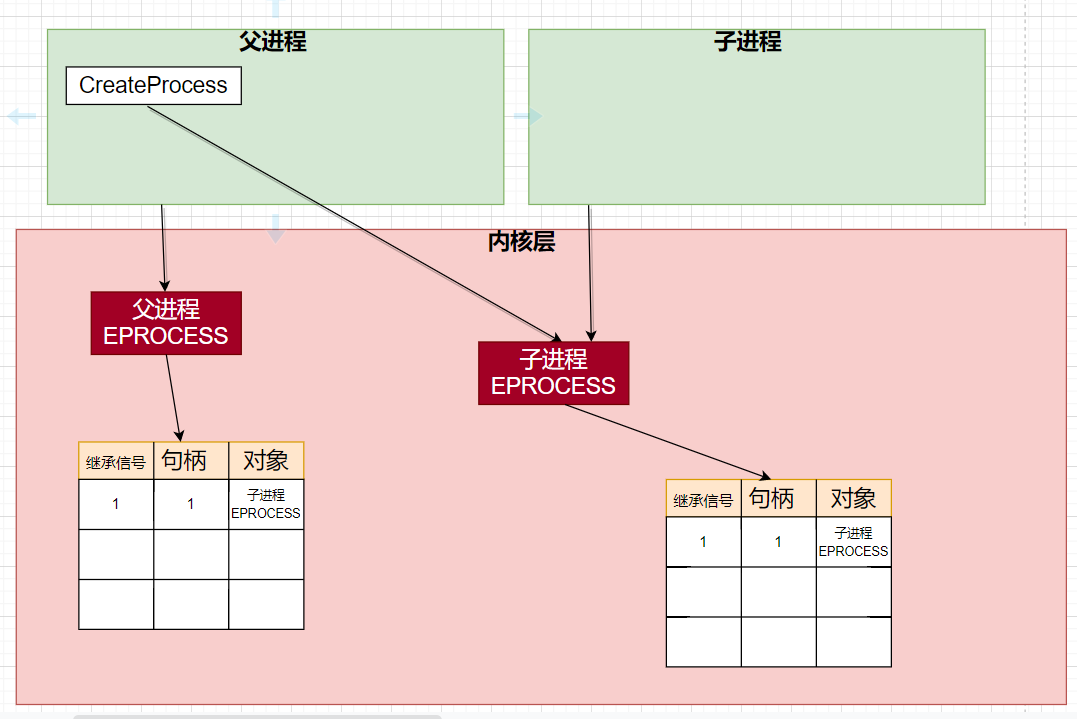 父进程
子进程
CreateProcess
内核层
父进程
EPROCESS
子进程
EPROCESS
继承信号 句柄 对象
1 1 子进程
EPROCESS
继承信号 句柄 对象
1 1 子进程
EPROCESS